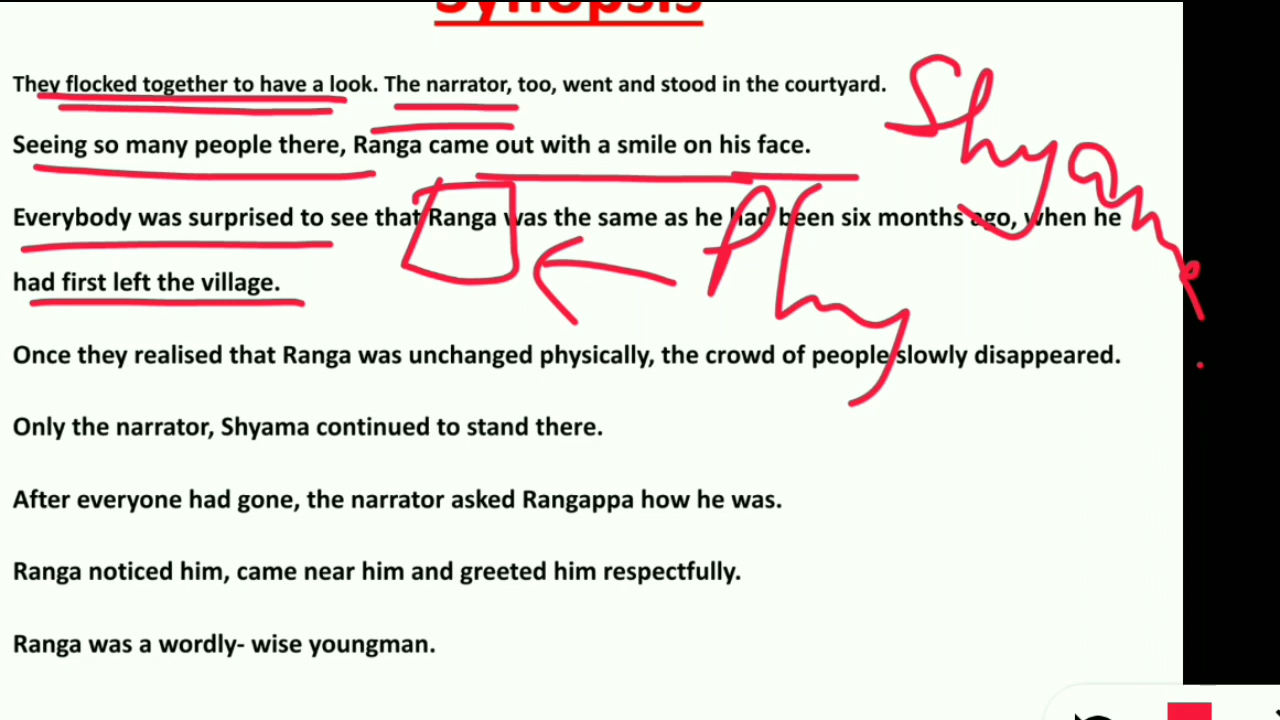 Synopsis
They flocked together to have a look. The narrator, too, went and stood in the courtyard.
Seeing so many people there, Ranga came out with a smile on his face.
Everybody was surprised to see that Ranga was the same as he had been six months ago, when he
had first left the village.
Once they realised that Ranga was unchanged physically, the crowd of people slowly disappeared.
Only the narrator, Shyama continued to stand there.
After everyone had gone, the narrator asked Rangappa how he was.
Ranga noticed him, came near him and greeted him respectfully.
Ranga was a wordly- wise youngman.
Shyam
Phy